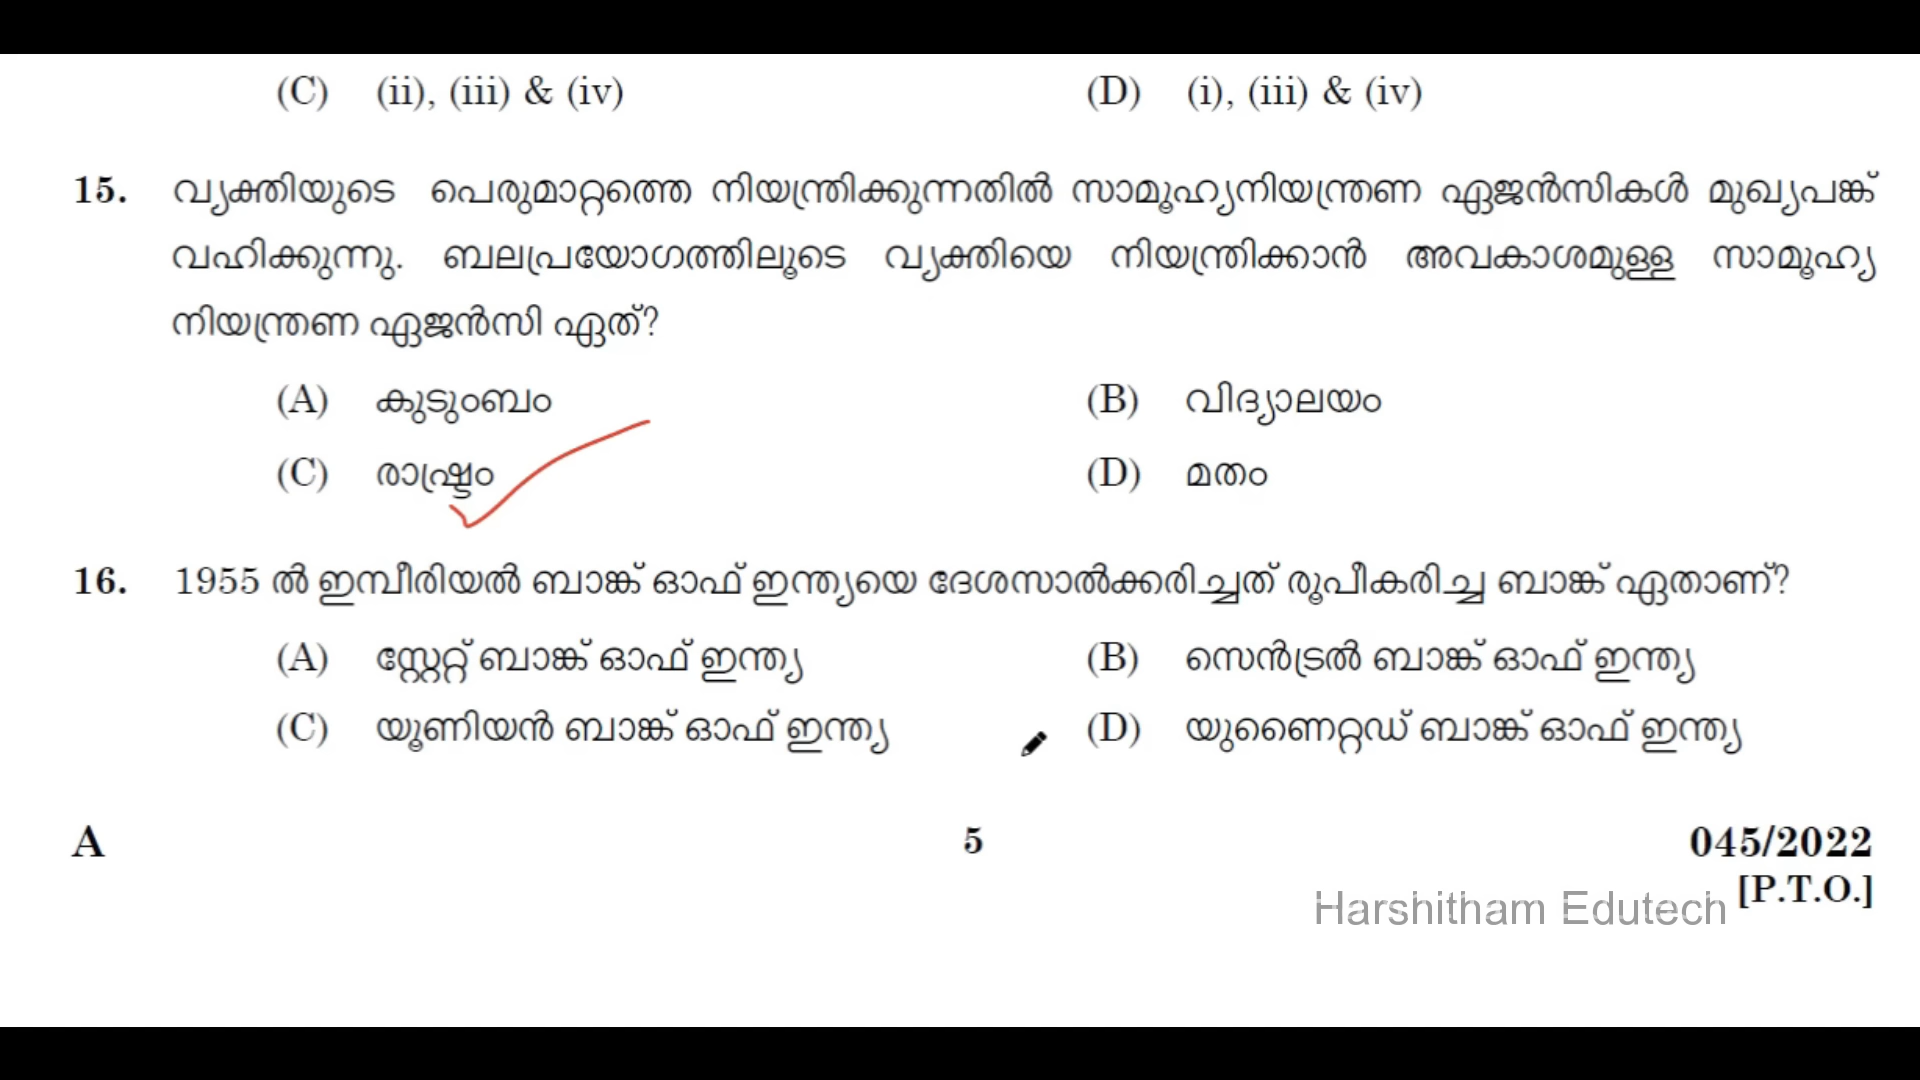 (C) (ii), (iii) & (iv) (D) (i), (iii) & (iv)
15. വ്യക്തിയുടെ പെരുമാറ്റത്തെ നിയന്ത്രിക്കുന്നതിൽ സാമൂഹ്യനിയന്ത്രണ ഏജൻസികൾ മുഖ്യപങ്ക്
വഹിക്കുന്നു. ബലപ്രയോഗത്തിലൂടെ വ്യക്തിയെ നിയന്ത്രിക്കാൻ അവകാശമുള്ള സാമൂഹ്യ
നിയന്ത്രണ ഏജൻസി ഏത്?
(A) കുടുംബം (B) വിദ്യാലയം
(C) രാഷ്ട്രം (D) മതം
16. 1955 ൽ ഇമ്പീരിയൽ ബാങ്ക് ഓഫ് ഇന്ത്യയെ ദേശസാൽക്കരിച്ചത് രൂപീകരിച്ച ബാങ്ക് ഏതാണ്?
(A) സ്റ്റേറ്റ് ബാങ്ക് ഓഫ് ഇന്ത്യ (B) സെൻട്രൽ ബാങ്ക് ഓഫ് ഇന്ത്യ
(C) യൂണിയൻ ബാങ്ക് ഓഫ് ഇന്ത്യ (D) യുണൈറ്റഡ് ബാങ്ക് ഓഫ് ഇന്ത്യ
A 5 045/2022
[P.T.O.]
Harshitham Edutech